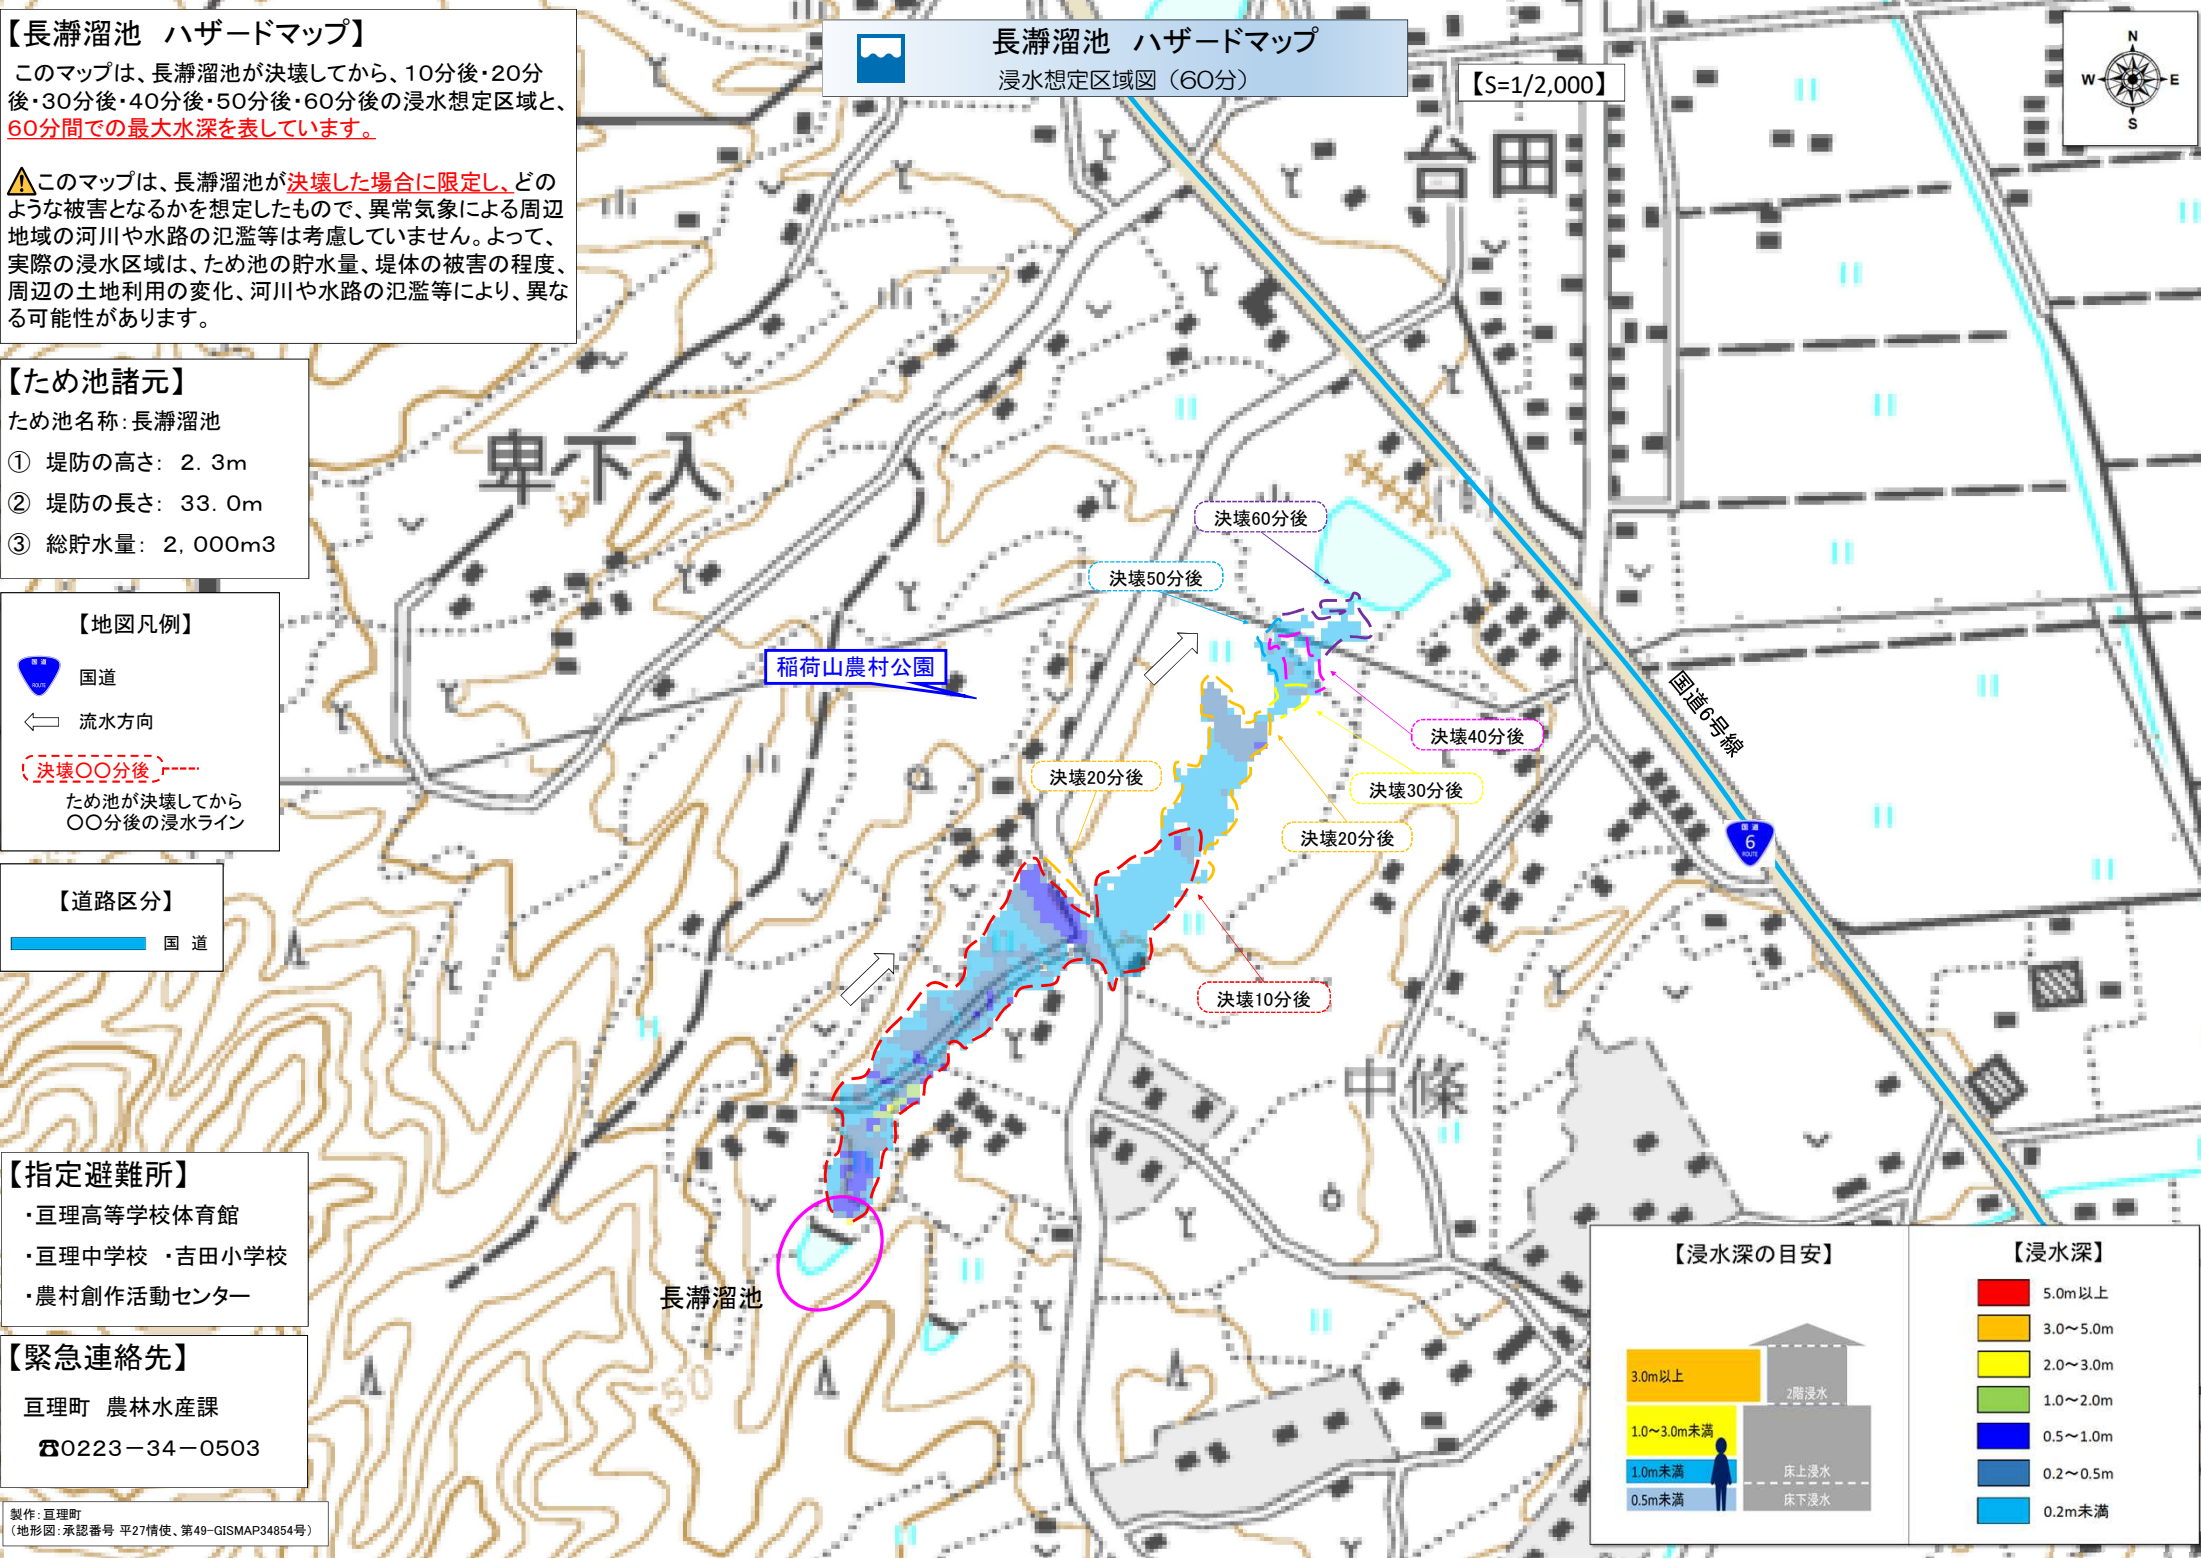 【長瀞溜池　ハザードマップ】
このマップは、長瀞溜池が決壊してから、10分後・20分
後・30分後・40分後・50分後・60分後の浸水想定区域と、
60分間での最大水深を表しています。
このマップは、長瀞溜池が決壊した場合に限定し、どの
ような被害となるかを想定したもので、異常気象による周辺
地域の河川や水路の氾濫等は考慮していません。よって、
実際の浸水区域は、ため池の貯水量、堤体の被害の程度、
周辺の土地利用の変化、河川や水路の氾濫等により、異な
る可能性があります。
長瀞溜池　ハザードマップ
浸水想定区域図（60分）
【S=1/2,000】
N
W
E
S
【ため池諸元】
ため池名称：長瀞溜池
① 堤防の高さ： 2.3m
② 堤防の長さ： 33.0m
③ 総貯水量： 2,000m3
【地図凡例】
国道
ROUTE
国道
流水方向
決壊〇〇分後
ため池が決壊してから
〇〇分後の浸水ライン
【道路区分】
国 道
【指定避難所】
・亘理高等学校体育館
・亘理中学校 ・吉田小学校
・農村創作活動センター
【緊急連絡先】
亘理町 農林水産課
☎0223－34－0503
製作：亘理町
（地形図：承認番号 平27情使、第49-GISMAP34854号）
台田
卑下入
中條
50
決壊60分後
決壊50分後
稲荷山農村公園
決壊40分後
決壊20分後
決壊30分後
決壊20分後
決壊10分後
国道6号線
国道
6
ROUTE
長瀞溜池
【浸水深の目安】
3.0m以上
1.0～3.0m未満
1.0m未満
0.5m未満
2階浸水
床上浸水
床下浸水
【浸水深】
5.0m以上
3.0～5.0m
2.0～3.0m
1.0～2.0m
0.5～1.0m
0.2～0.5m
0.2m未満